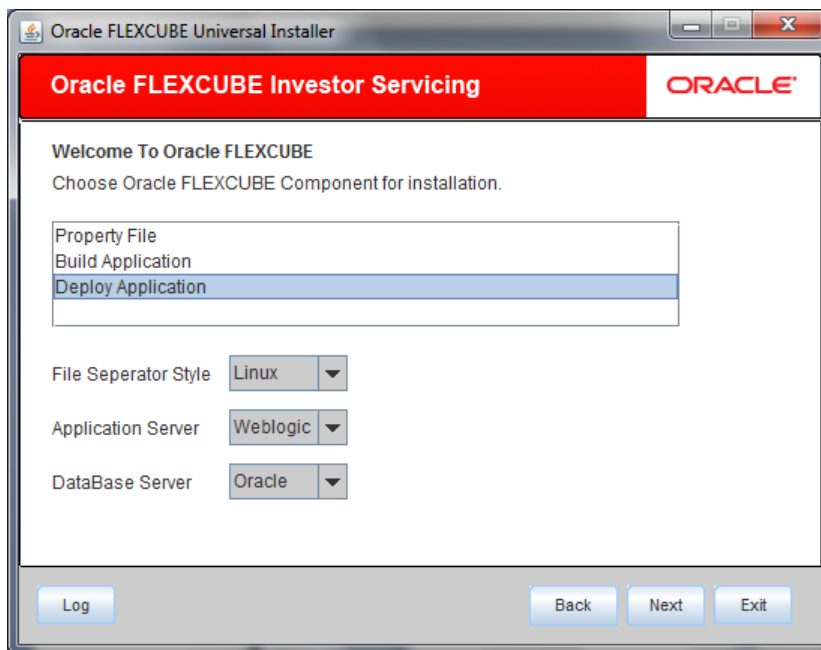 Oracle FLEXCUBE Universal Installer
Oracle FLEXCUBE Investor Servicing
ORACLE®
Welcome To Oracle FLEXCUBE
Choose Oracle FLEXCUBE Component for installation.
Property File
Build Application
Deploy Application
File Seperator Style Linux
Application Server Weblogic
DataBase Server Oracle
Log Back Next Exit